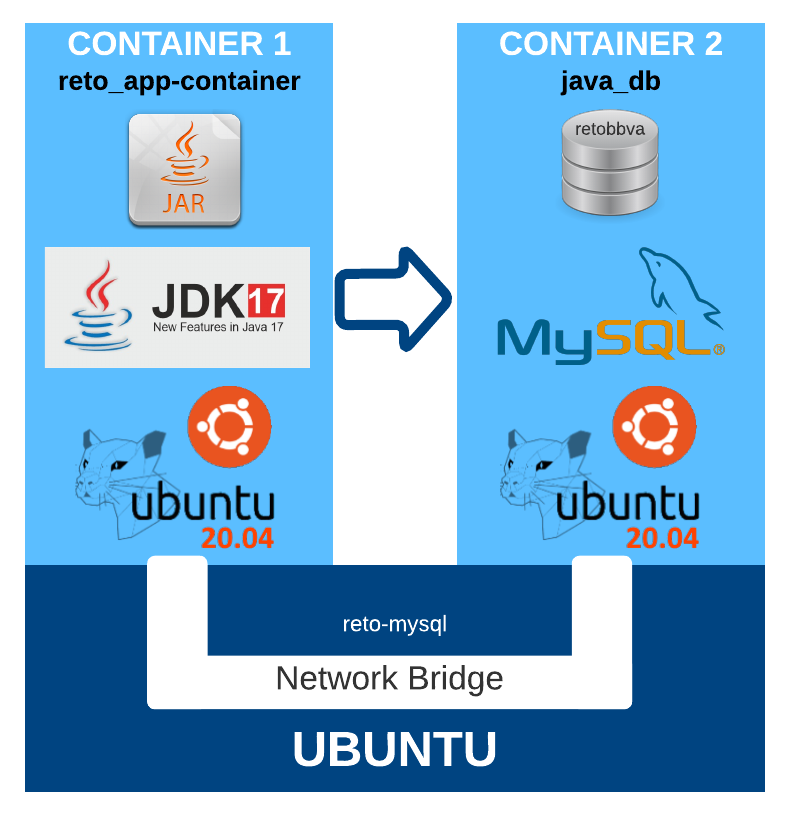 CONTAINER 1
reto_app-container
JAR
JDK17
New Features in Java 17
ubuntu
20.04
CONTAINER 2
java_db
retobbva
MySQL®
ubuntu
20.04
reto-mysql
Network Bridge
UBUNTU